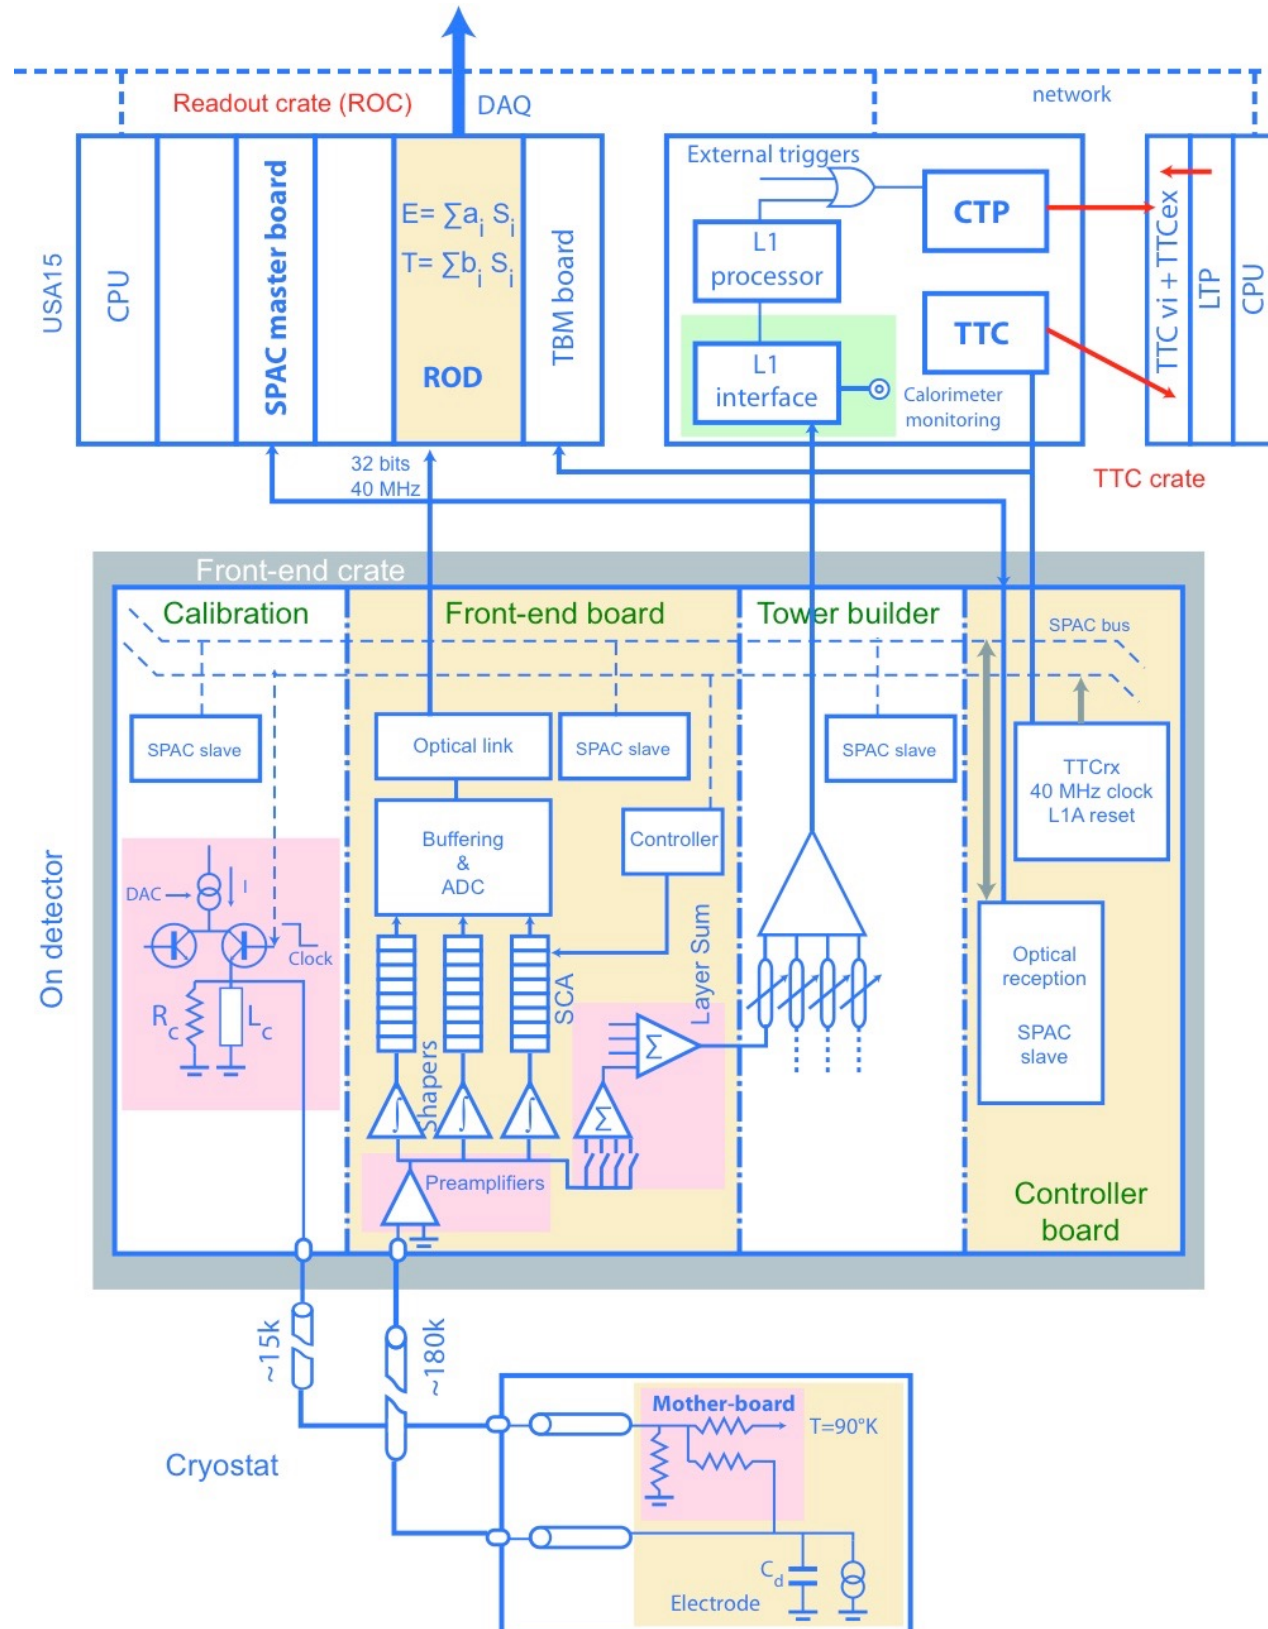 Readout crate (ROC)
DAQ
network
USA15
CPU
SPAC master board
E= ∑a_i S_i
T= ∑b_i S_i
ROD
TBM board
External triggers
L1
processor
L1
interface
CTP
TTC
Calorimeter
monitoring
TTC vi + TTCex
LTP
CPU
TTC crate
32 bits
40 MHz
Front-end crate
Calibration
Front-end board
Tower builder
SPAC bus
SPAC slave
Optical link
SPAC slave
SPAC slave
TTCrx
40 MHz clock
L1A reset
Buffering
&
ADC
Controller
On detector
DAC
I
Clock
R_c
L_c
SCA
Layer Sum
Shapers
∫
∫
∫
∑
∑
Optical
reception
SPAC
slave
Preamplifiers
Controller
board
~15k
~180k
Cryostat
Mother-board
T=90°K
C_d
Electrode